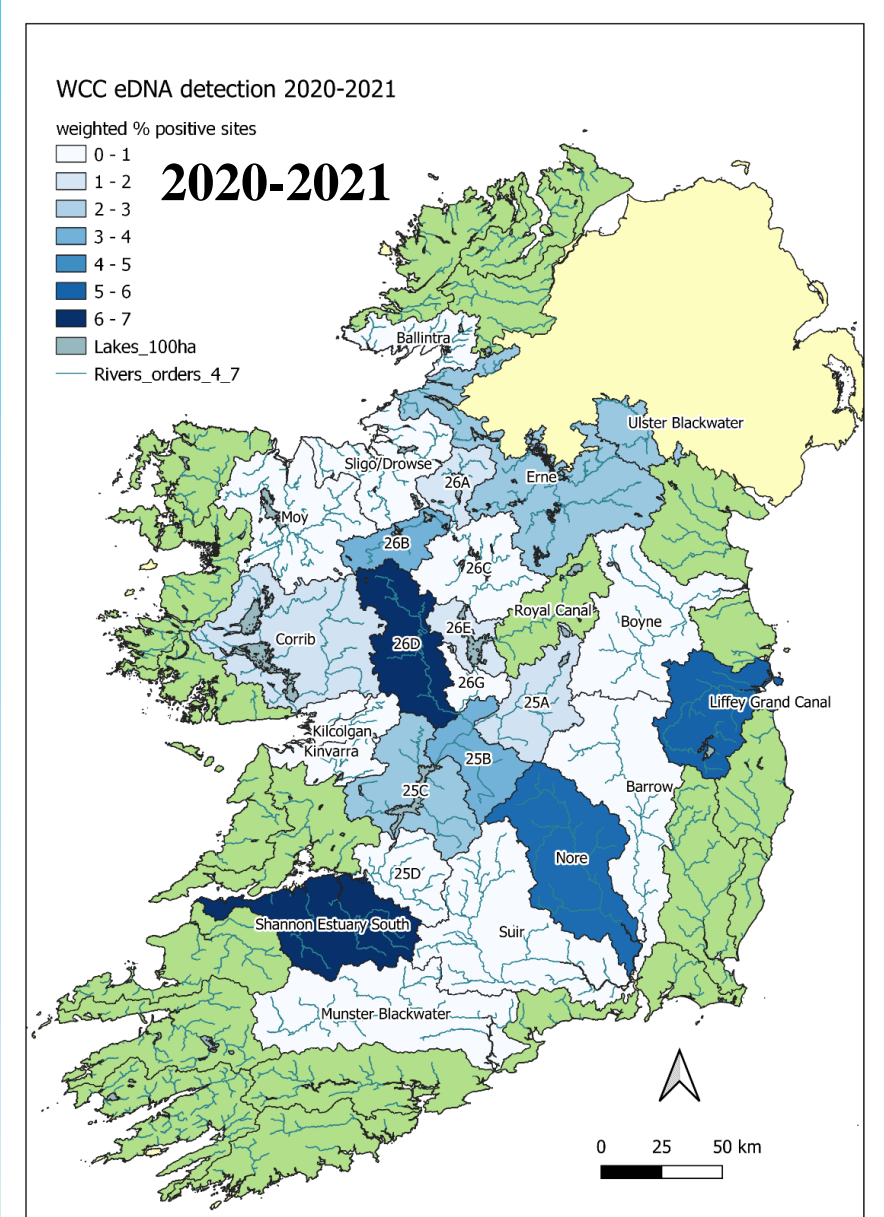 WCC eDNA detection 2020-2021
weighted % positive sites
0 - 1
1 - 2
2 - 3
3 - 4
4 - 5
5 - 6
6 - 7
Lakes_100ha
Rivers_orders_4_7
2020-2021
Ballintra
Ulster Blackwater
Sligo/Drowse
26A
Erne
Moy
26B
26C
Royal Canal
Boyne
26E
Corrib
26D
26G
25A
Liffey Grand Canal
Kilcolgan
Kinvarra
25B
25C
Barrow
Nore
25D
Shannon Estuary South
Suir
Munster Blackwater
0 25 50 km